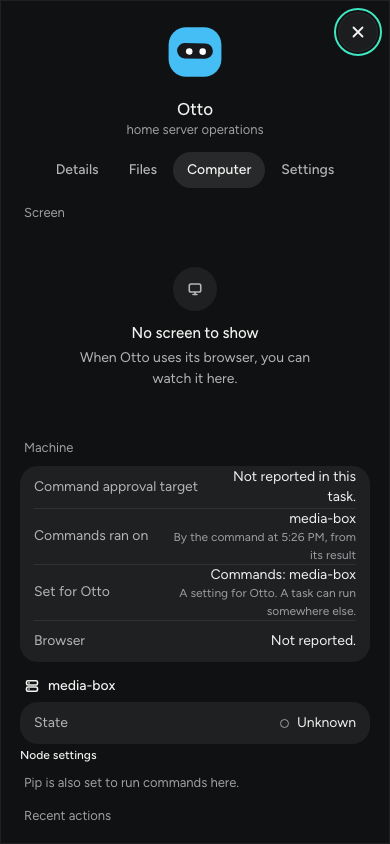 Otto
home server operations
Details Files Computer Settings
Screen
No screen to show
When Otto uses its browser, you can
watch it here.
Machine
Command approval target Not reported in this
task.
Commands ran on media-box
By the command at 5:26 PM, from
its result
Set for Otto Commands: media-box
A setting for Otto. A task can run
somewhere else.
Browser Not reported.
media-box
State Unknown
Node settings
Pip is also set to run commands here.
Recent actions